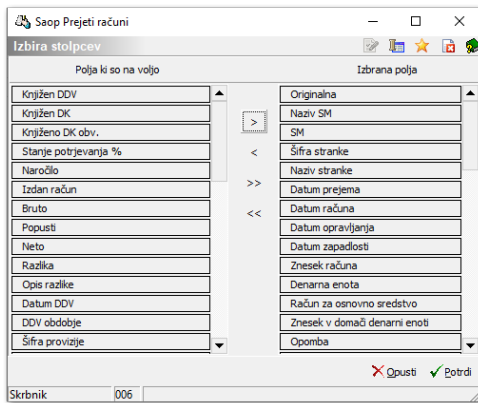 Saop Prejeti računi
Izbira stolpcev
Polja ki so na voljo
Izbrana polja
Knjižen DDV
Knjižen DK
Knjiženo DK obv.
Stanje potrjevanja %
Naročilo
Izdan račun
Bruto
Popusti
Neto
Razlika
Opis razlike
Datum DDV
DDV obdobje
Šifra provizije
>
<
>>
<<
Originalna
Naziv SM
SM
Šifra stranke
Naziv stranke
Datum prejema
Datum računa
Datum opravljanja
Datum zapadlosti
Znesek računa
Denarna enota
Račun za osnovno sredstvo
Znesek v domači denarni enoti
Opomba
Opusti
Potrdi
Skrbnik
006